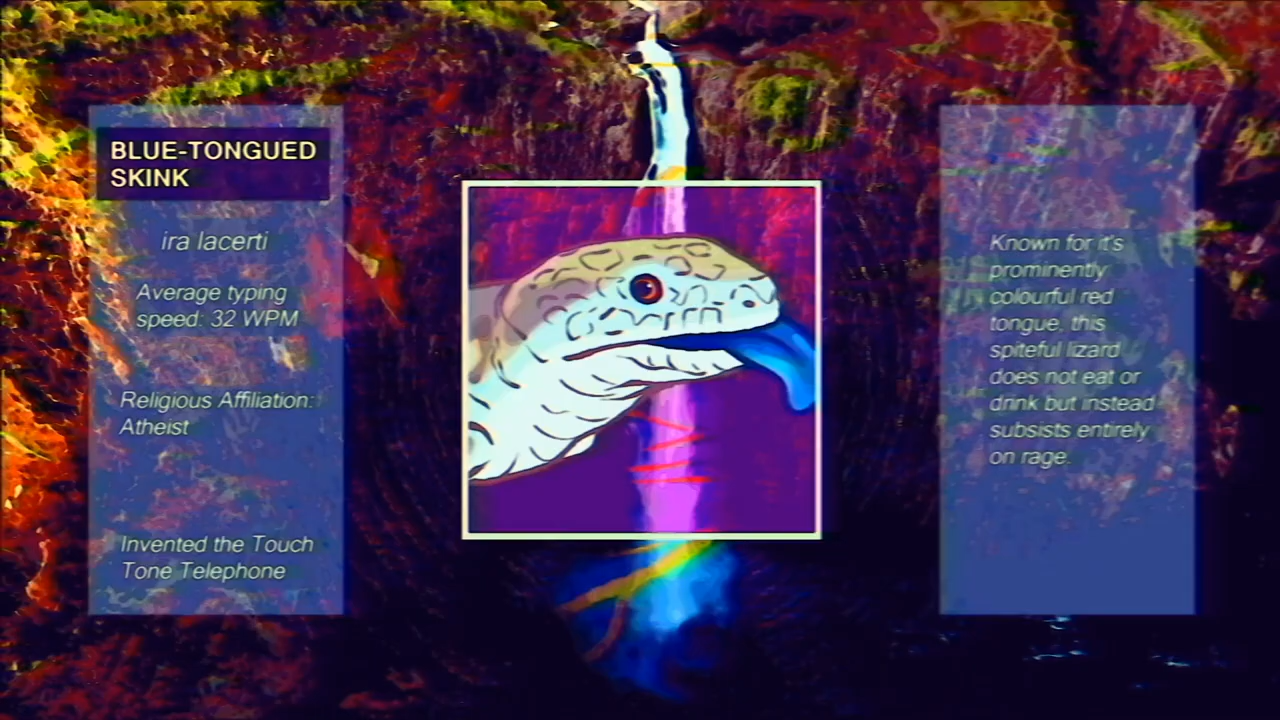 BLUE-TONGUED
SKINK
ira lacerti
Average typing
speed: 32 WPM
Religious Affiliation:
Atheist
Invented the Touch
Tone Telephone
Known for it's
prominently
colourful red
tongue, this
spiteful lizard
does not eat or
drink but instead
subsists entirely
on rage.